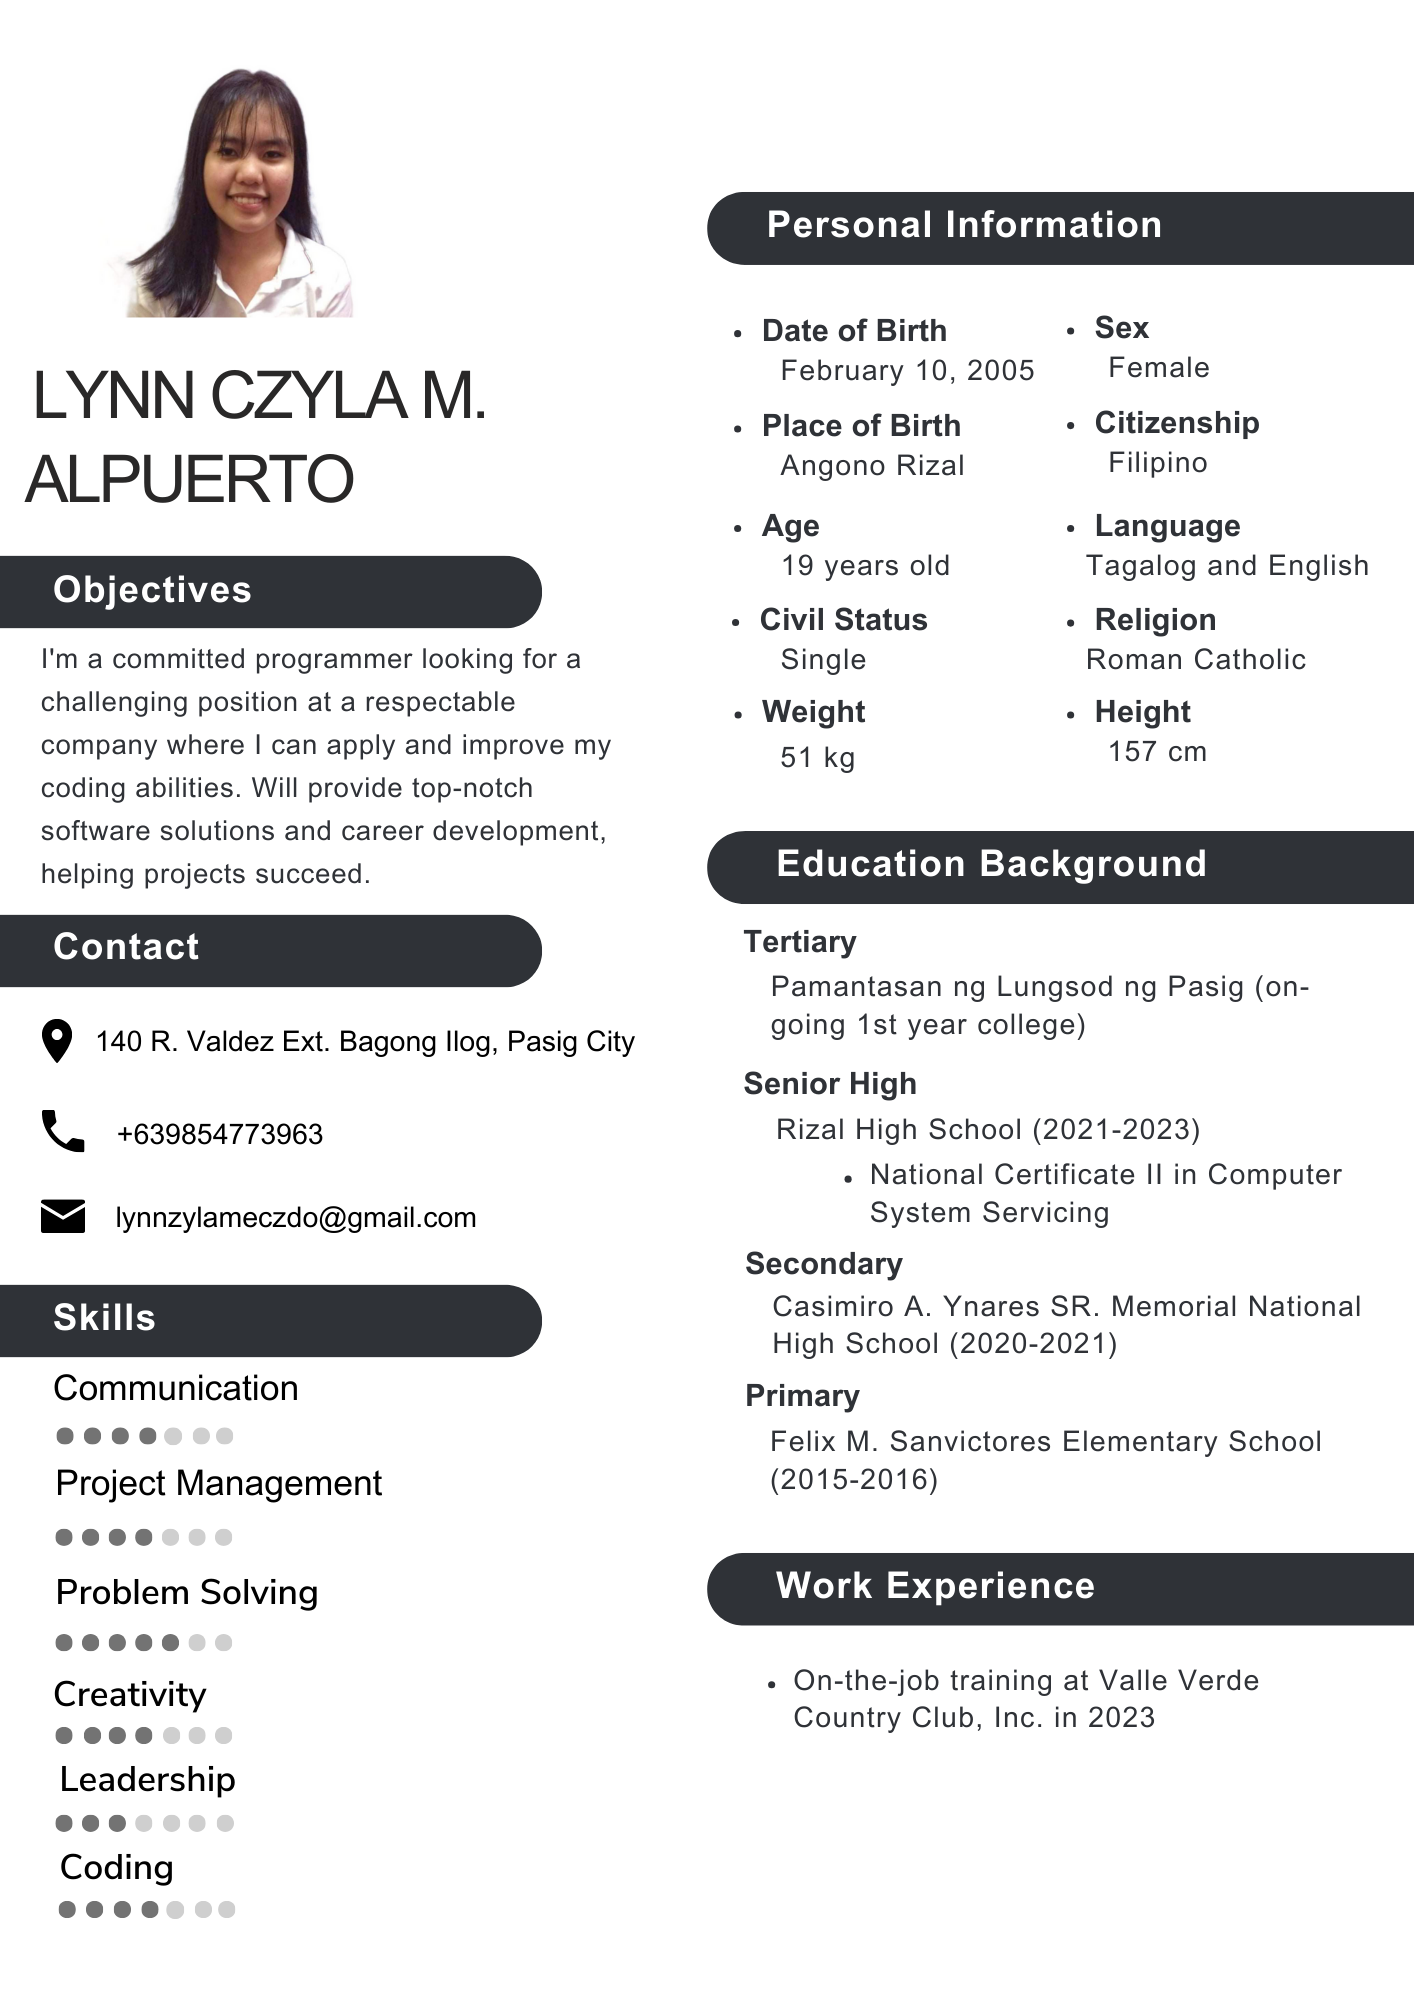 LYNN CZYLA M.
ALPUERTO
Objectives
I'm a committed programmer looking for a
challenging position at a respectable
company where I can apply and improve my
coding abilities. Will provide top-notch
software solutions and career development,
helping projects succeed.
Contact
140 R. Valdez Ext. Bagong Ilog, Pasig City
+639854773963
lynnzylameczdo@gmail.com
Skills
Communication
Project Management
Problem Solving
Creativity
Leadership
Coding
Personal Information
• Date of Birth
February 10, 2005
• Place of Birth
Angono Rizal
• Age
19 years old
• Civil Status
Single
• Weight
51 kg
• Sex
Female
• Citizenship
Filipino
• Language
Tagalog and English
• Religion
Roman Catholic
• Height
157 cm
Education Background
Tertiary
Pamantasan ng Lungsod ng Pasig (on-
going 1st year college)
Senior High
Rizal High School (2021-2023)
• National Certificate II in Computer
System Servicing
Secondary
Casimiro A. Ynares SR. Memorial National
High School (2020-2021)
Primary
Felix M. Sanvictores Elementary School
(2015-2016)
Work Experience
• On-the-job training at Valle Verde
Country Club, Inc. in 2023